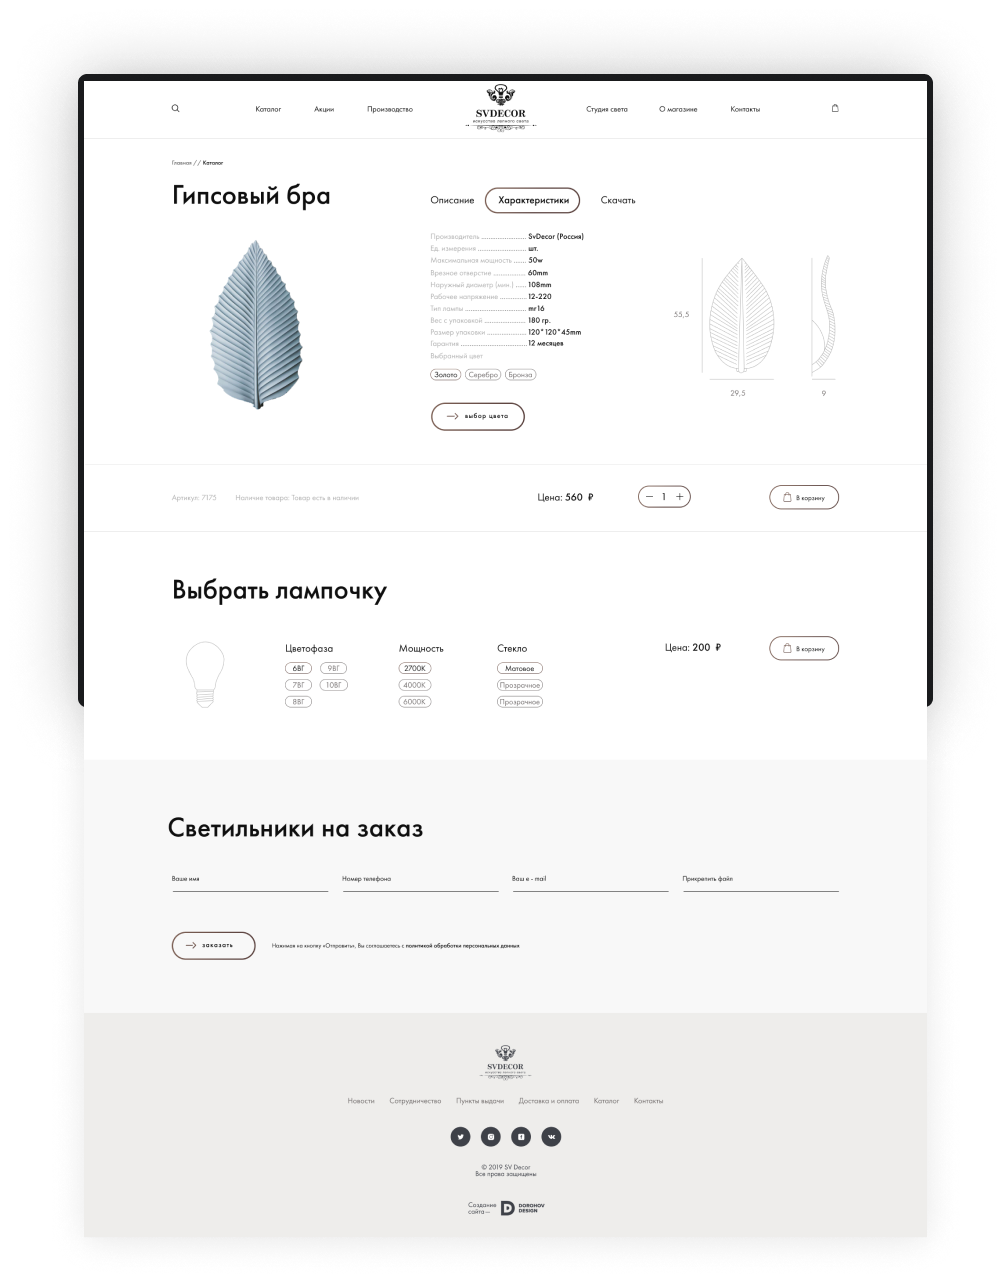 Каталог
Акции
Производство
SVDECOR
искусство теплого света
Студия света
О магазине
Контакты
Главная // Каталог
Гипсовый бра
Описание
Характеристики
Скачать
Производитель ........................ SvDecor (Россия)
Ед. измерения .......................... шт.
Максимальная мощность ...... 50w
Врезное отверстие ................. 60mm
Наружный диаметр (мин.) ..... 108mm
Рабочее напряжение .............. 12-220
Тип лампы ................................. mr16
Вес с упаковкой ....................... 180 гр.
Размер упаковки ..................... 120*120*45mm
Гарантия .................................... 12 месяцев
Выбранный цвет
Золото
Серебро
Бронза
выбор цвета
55,5
29,5
9
Артикул: 7175
Наличие товара: Товар есть в наличии
Цена: 560 ₽
1
В корзину
Выбрать лампочку
Цветофаза
6ВГ
9ВГ
7ВГ
10ВГ
8ВГ
Мощность
2700К
4000К
6000К
Стекло
Матовое
Прозрачное
Прозрачное
Цена: 200 ₽
В корзину
Светильники на заказ
Ваше имя
Номер телефона
Ваш e - mail
Прикрепить файл
заказать
Нажимая на кнопку «Отправить», Вы соглашаетесь с политикой обработки персональных данных
SVDECOR
искусство теплого света
Новости
Сотрудничество
Пункты выдачи
Доставка и оплата
Каталог
Контакты
© 2019 SV Decor
Все права защищены
Создание
сайта —
DOROHOV
DESIGN